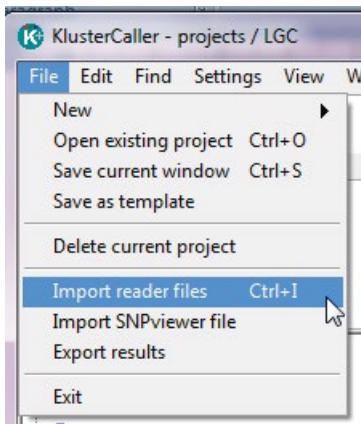 KlusterCaller - projects / LGC
File Edit Find Settings View W
New
Open existing project Ctrl+O
Save current window Ctrl+S
Save as template
Delete current project
Import reader files Ctrl+I
Import SNPviewer file
Export results
Exit